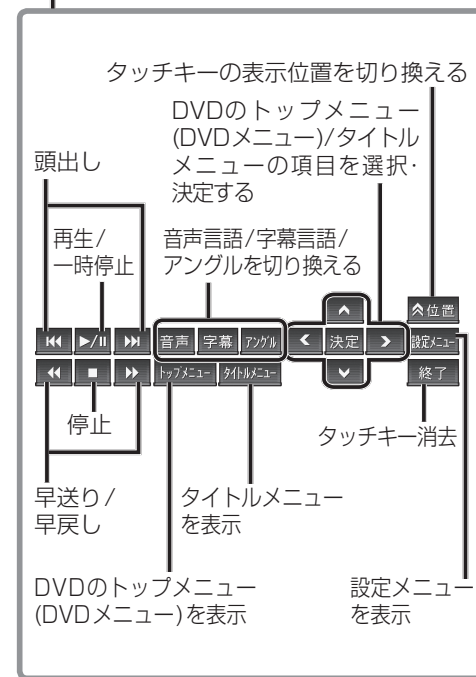 タッチキーの表示位置を切り換える
DVDのトップメニュー
(DVDメニュー)/タイトル
メニューの項目を選択・
決定する
頭出し
再生/
一時停止
音声言語/字幕言語/
アングルを切り換える
位置
音声 字幕 アングル 決定 設定メニュー
トップメニュー タイトルメニュー 終了
停止
タッチキー消去
早送り/
早戻し
タイトルメニュー
を表示
DVDのトップメニュー
(DVDメニュー)を表示
設定メニュー
を表示